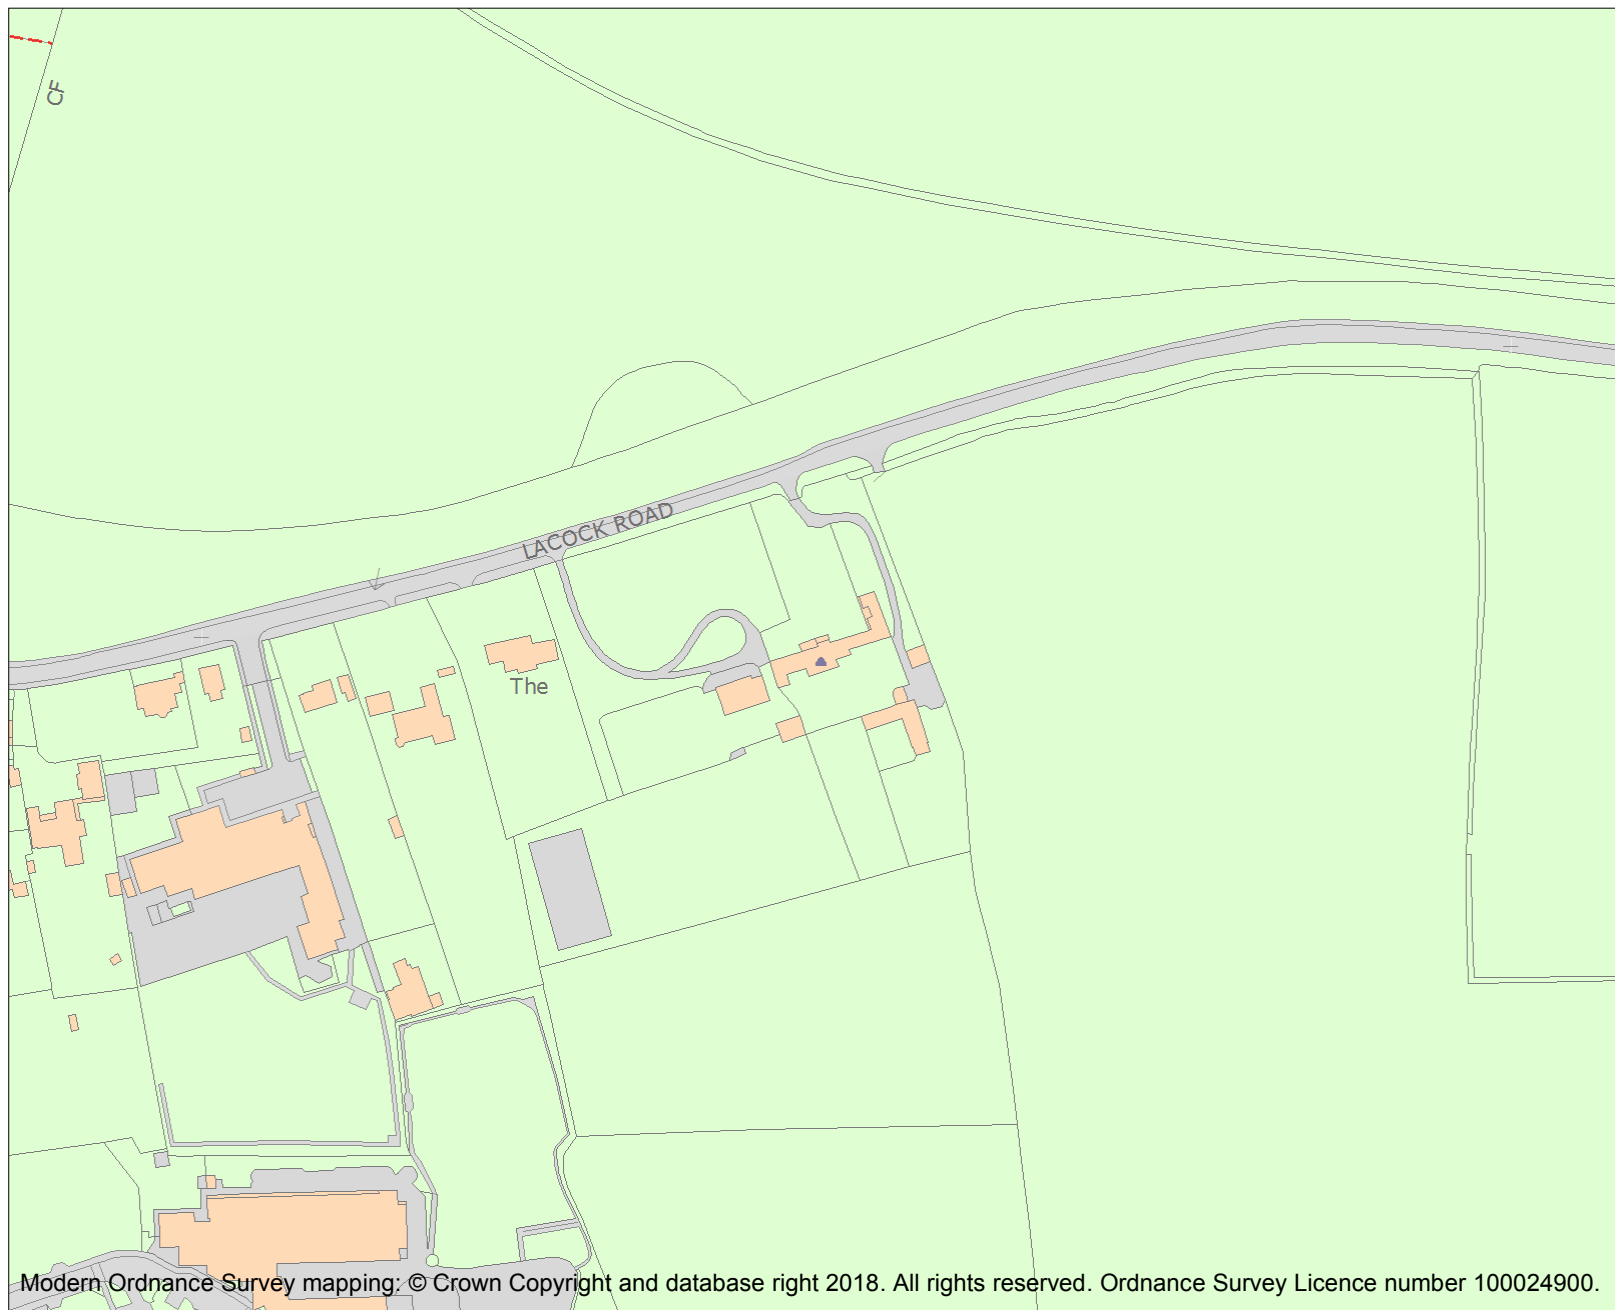 CF
LACOCK ROAD
The
Modern Ordnance Survey mapping: © Crown Copyright and database right 2018. All rights reserved. Ordnance Survey Licence number 100024900.